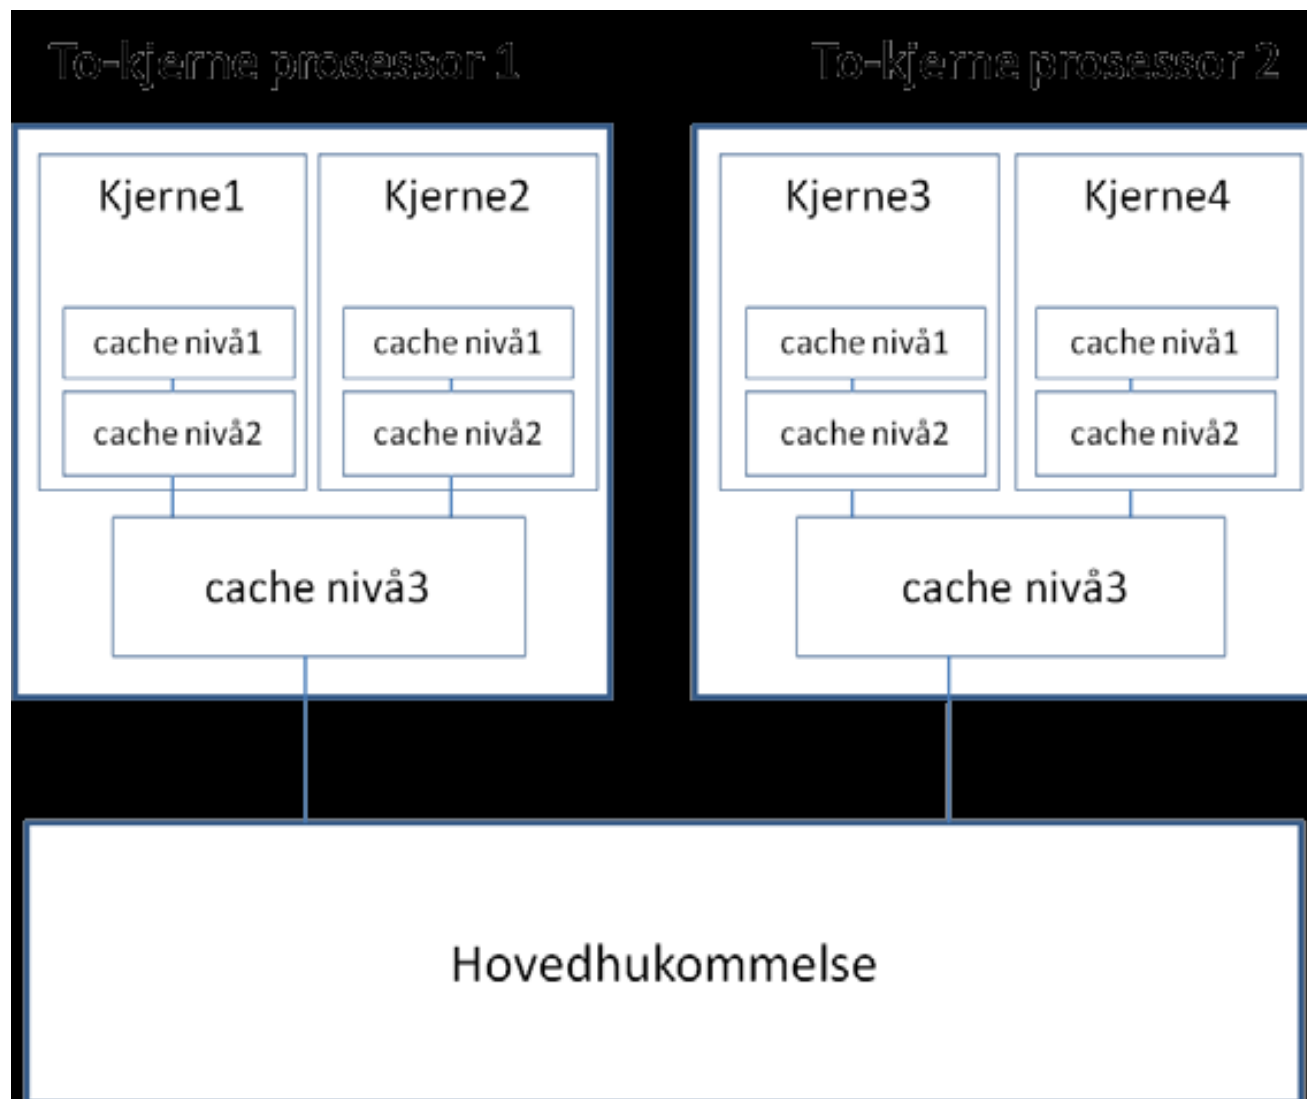 To-kjerne prosessor 1
To-kjerne prosessor 2
Kjerne1
Kjerne2
Kjerne3
Kjerne4
cache nivå1
cache nivå1
cache nivå1
cache nivå1
cache nivå2
cache nivå2
cache nivå2
cache nivå2
cache nivå3
cache nivå3
Hovedhukommelse